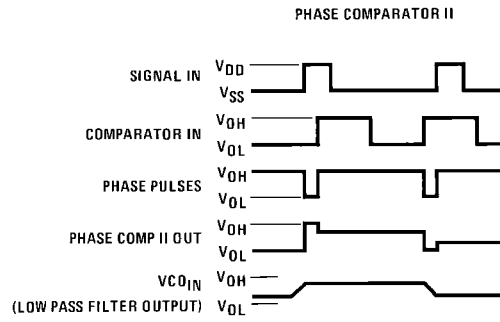 PHASE COMPARATOR II
SIGNAL IN
VDD
VSS
COMPARATOR IN
VOH
VOL
PHASE PULSES
VOH
VOL
PHASE COMP II OUT
VOH
VOL
VCOIN
(LOW PASS FILTER OUTPUT)
VOH
VOL